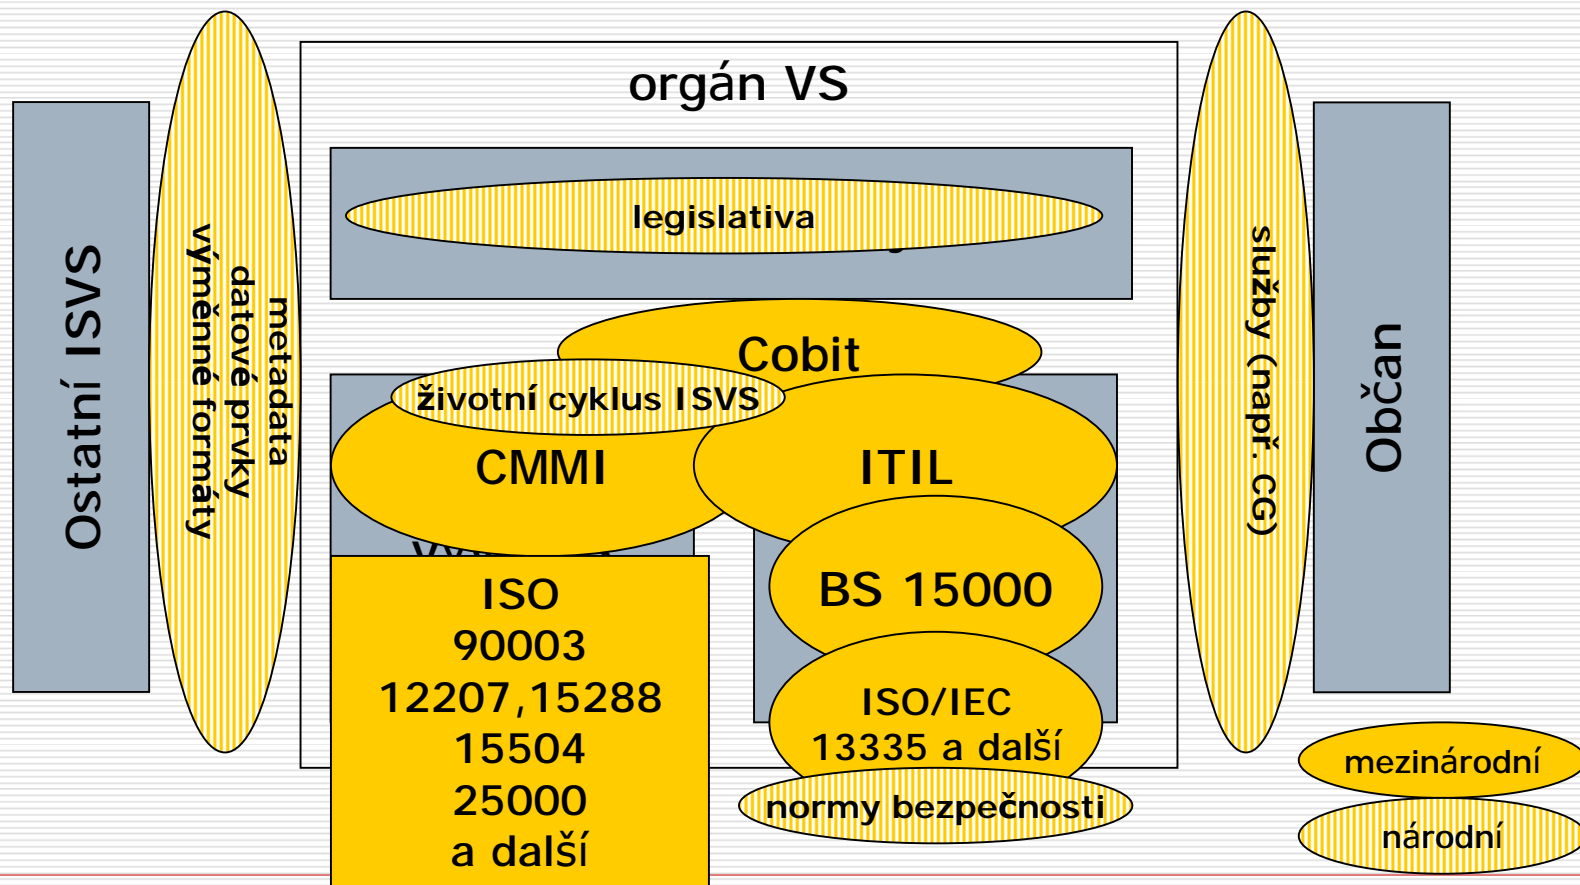 orgán VS
legislativa
Ostatní ISVS
metadata
datové prvky
výměnné formáty
Cobit
životní cyklus ISVS
CMMI
ITIL
BS 15000
ISO
90003
12207,15288
15504
25000
a další
ISO/IEC
13335 a další
normy bezpečnosti
služby (např. CG)
Občan
mezinárodní
národní